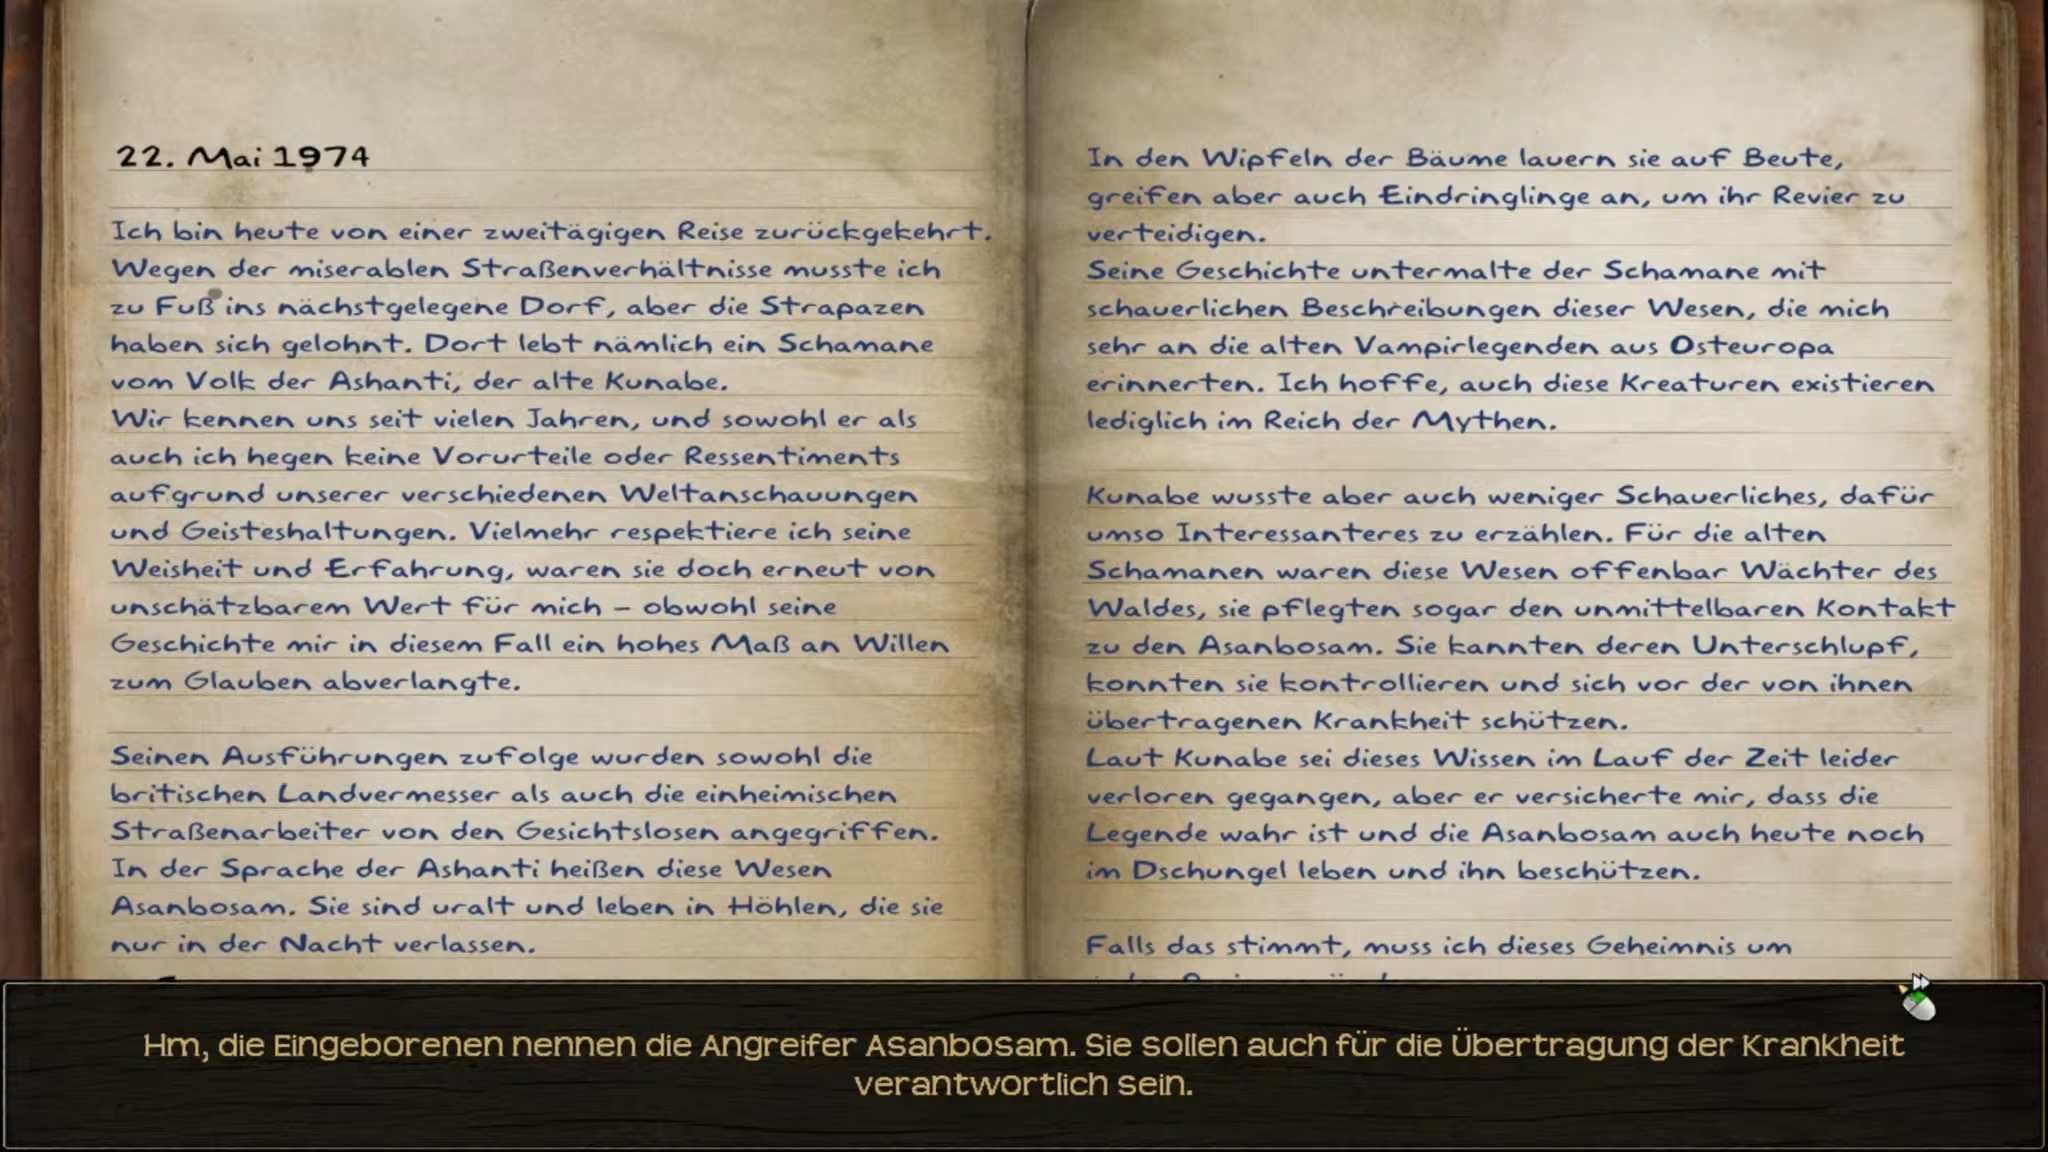 22. Mai 1974
Ich bin heute von einer zweitägigen Reise zurückgekehrt.
Wegen der miserablen Straßenverhältnisse musste ich
zu Fuß ins nächstgelegene Dorf, aber die Strapazen
haben sich gelohnt. Dort lebt nämlich ein Schamane
vom Volk der Ashanti, der alte Kunabe.
Wir kennen uns seit vielen Jahren, und sowohl er als
auch ich hegen keine Vorurteile oder Ressentiments
aufgrund unserer verschiedenen Weltanschauungen
und Geisteshaltungen. Vielmehr respektiere ich seine
Weisheit und Erfahrung, waren sie doch erneut von
unschätzbarem Wert für mich – obwohl seine
Geschichte mir in diesem Fall ein hohes Maß an Willen
zum Glauben abverlangte.
Seinen Ausführungen zufolge wurden sowohl die
britischen Landvermesser als auch die einheimischen
Straßenarbeiter von den Gesichtslosen angegriffen.
In der Sprache der Ashanti heißen diese Wesen
Asanbosam. Sie sind uralt und leben in Höhlen, die sie
nur in der Nacht verlassen.
In den Wipfeln der Bäume lauern sie auf Beute,
greifen aber auch Eindringlinge an, um ihr Revier zu
verteidigen.
Seine Geschichte untermalte der Schamane mit
schauerlichen Beschreibungen dieser Wesen, die mich
sehr an die alten Vampirlegenden aus Osteuropa
erinnerten. Ich hoffe, auch diese Kreaturen existieren
lediglich im Reich der Mythen.
Kunabe wusste aber auch weniger Schauerliches, dafür
umso Interessanteres zu erzählen. Für die alten
Schamanen waren diese Wesen offenbar Wächter des
Waldes, sie pflegten sogar den unmittelbaren Kontakt
zu den Asanbosam. Sie kannten deren Unterschlupf,
konnten sie kontrollieren und sich vor der von ihnen
übertragenen Krankheit schützen.
Laut Kunabe sei dieses Wissen im Lauf der Zeit leider
verloren gegangen, aber er versicherte mir, dass die
Legende wahr ist und die Asanbosam auch heute noch
im Dschungel leben und ihn beschützen.
Falls das stimmt, muss ich dieses Geheimnis um
Hm, die Eingeborenen nennen die Angreifer Asanbosam. Sie sollen auch für die Übertragung der Krankheit
verantwortlich sein.